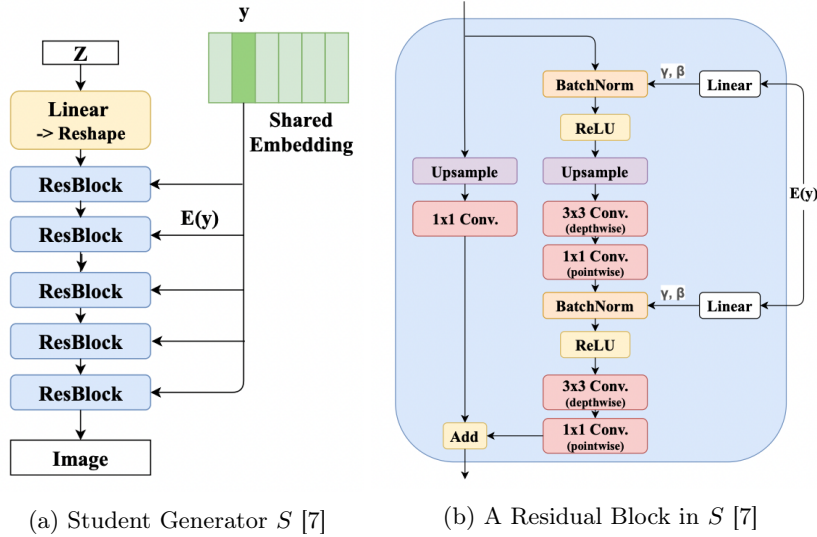 y
Z
Linear
-> Reshape
Shared
Embedding
ResBlock
E(y)
ResBlock
ResBlock
ResBlock
ResBlock
Image
(a) Student Generator S [7]
BatchNorm
γ, β
Linear
ReLU
Upsample
Upsample
E(y)
1x1 Conv.
3x3 Conv.
(depthwise)
1x1 Conv.
(pointwise)
BatchNorm
γ, β
Linear
ReLU
3x3 Conv.
(depthwise)
Add
1x1 Conv.
(pointwise)
(b) A Residual Block in S [7]